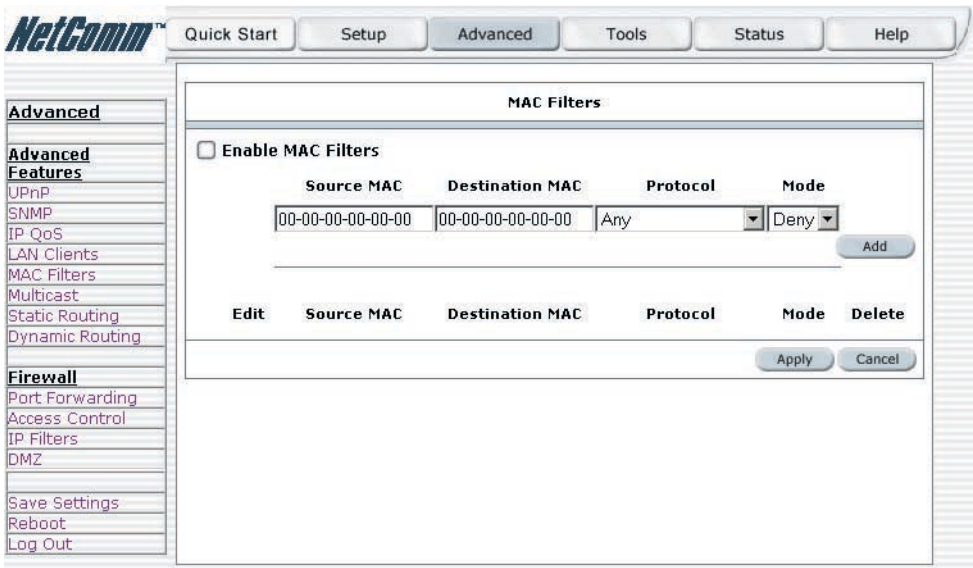 NetComm™
Quick Start Setup Advanced Tools Status Help
Advanced
Advanced
Features
UPnP
SNMP
IP QoS
LAN Clients
MAC Filters
Multicast
Static Routing
Dynamic Routing
Firewall
Port Forwarding
Access Control
IP Filters
DMZ
Save Settings
Reboot
Log Out
MAC Filters
Enable MAC Filters
Source MAC Destination MAC Protocol Mode
00-00-00-00-00-00 00-00-00-00-00-00 Any Deny
Add
Edit Source MAC Destination MAC Protocol Mode Delete
Apply Cancel